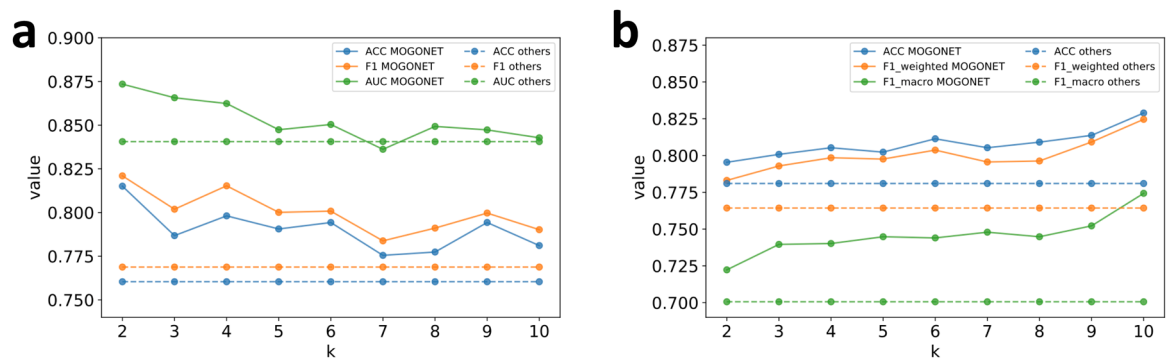 a
0.900
0.875
0.850
0.825
0.800
0.775
0.750
value
2 3 4 5 6 7 8 9 10
k
ACC MOGONET ACC others
F1 MOGONET F1 others
AUC MOGONET AUC others
b
0.875
0.850
0.825
0.800
0.775
0.750
0.725
0.700
value
2 3 4 5 6 7 8 9 10
k
ACC MOGONET ACC others
F1_weighted MOGONET F1_weighted others
F1_macro MOGONET F1_macro others